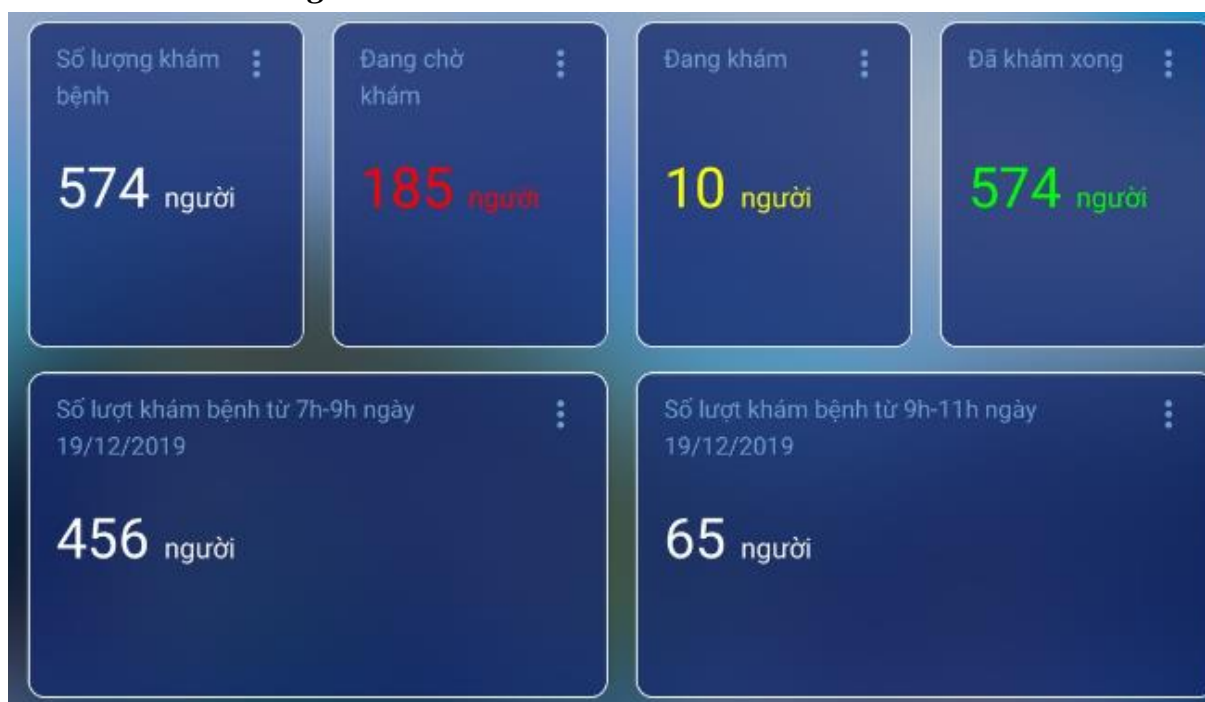 Số lượng khám
bệnh
574 người
Đang chờ
khám
185 người
Đang khám
10 người
Đã khám xong
574 người
Số lượt khám bệnh từ 7h-9h ngày
19/12/2019
456 người
Số lượt khám bệnh từ 9h-11h ngày
19/12/2019
65 người